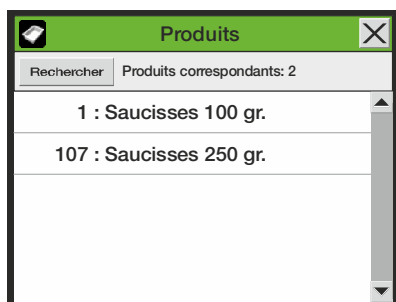 Produits
Rechercher Produits correspondants: 2
1 : Saucisses 100 gr.
107 : Saucisses 250 gr.